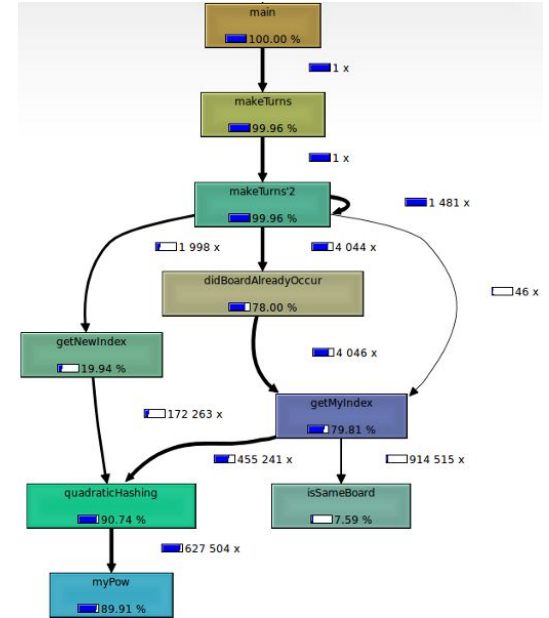 main
100.00 %
1 x
makeTurns
99.96 %
1 x
makeTurns'2
99.96 %
1 481 x
1 998 x
4 044 x
46 x
didBoardAlreadyOccur
78.00 %
getNewIndex
19.94 %
4 046 x
getMyIndex
79.81 %
172 263 x
455 241 x
914 515 x
quadraticHashing
90.74 %
isSameBoard
7.59 %
627 504 x
myPow
89.91 %